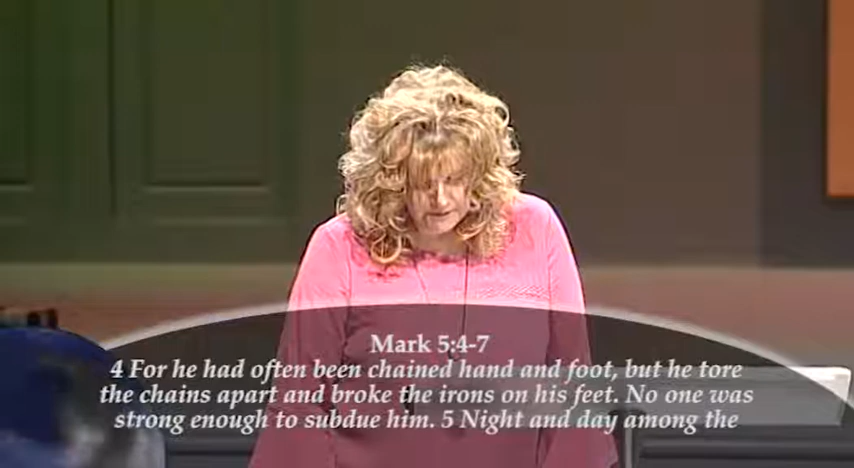 Mark 5:4-7
4 For he had often been chained hand and foot, but he tore
the chains apart and broke the irons on his feet. No one was
strong enough to subdue him. 5 Night and day among the